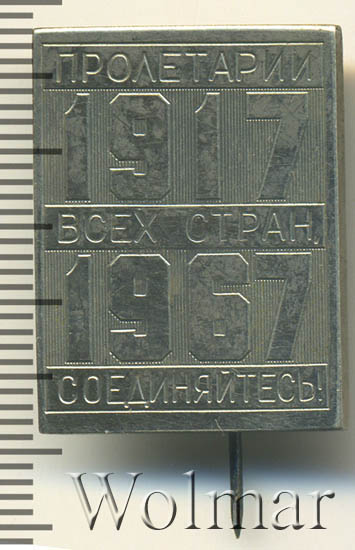 ПРОЛЕТАРИИ
1917
ВСЕХ СТРАН,
1967
СОЕДИНЯЙТЕСЬ!
Wolmar